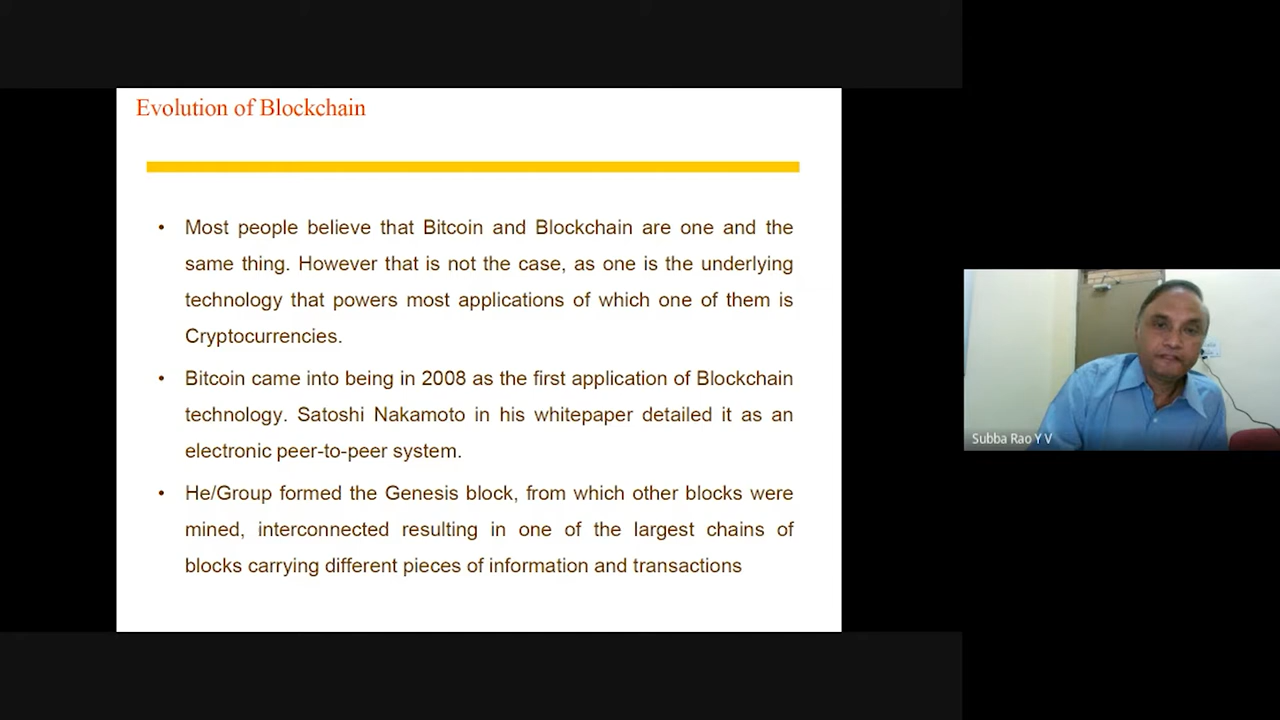 Evolution of Blockchain
• Most people believe that Bitcoin and Blockchain are one and the
same thing. However that is not the case, as one is the underlying
technology that powers most applications of which one of them is
Cryptocurrencies.
• Bitcoin came into being in 2008 as the first application of Blockchain
technology. Satoshi Nakamoto in his whitepaper detailed it as an
electronic peer-to-peer system.
• He/Group formed the Genesis block, from which other blocks were
mined, interconnected resulting in one of the largest chains of
blocks carrying different pieces of information and transactions
Subba Rao Y V